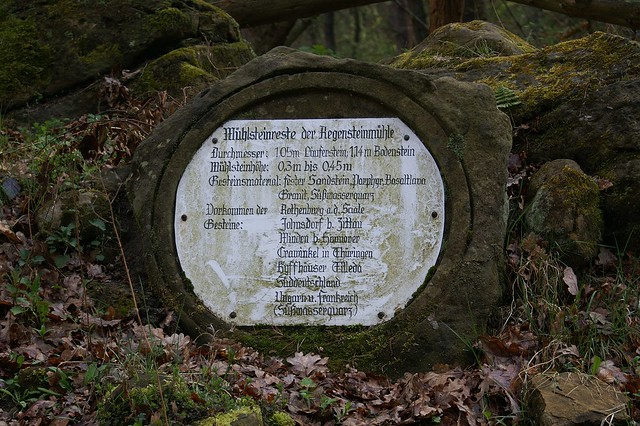 Mühlsteinreste der Regensteinmühle
Durchmesser: 1.05m Läuferstein, 1.14m Bodenstein
Mühlsteinhöhe: 0.3m bis 0.45m
Gesteinsmaterial: fester Sandstein, Porphyr, Basaltlava
Granit, Süßwasserquarz
Vorkommen der Rothenburg a.d. Saale
Gesteine: Johnsdorf b. Zittau
Minden b. Hannover
Crawinkel in Thüringen
Kyffhäuser Tilleda
Süddeutschland
Ungarn u. Frankreich
(Süßwasserquarz)